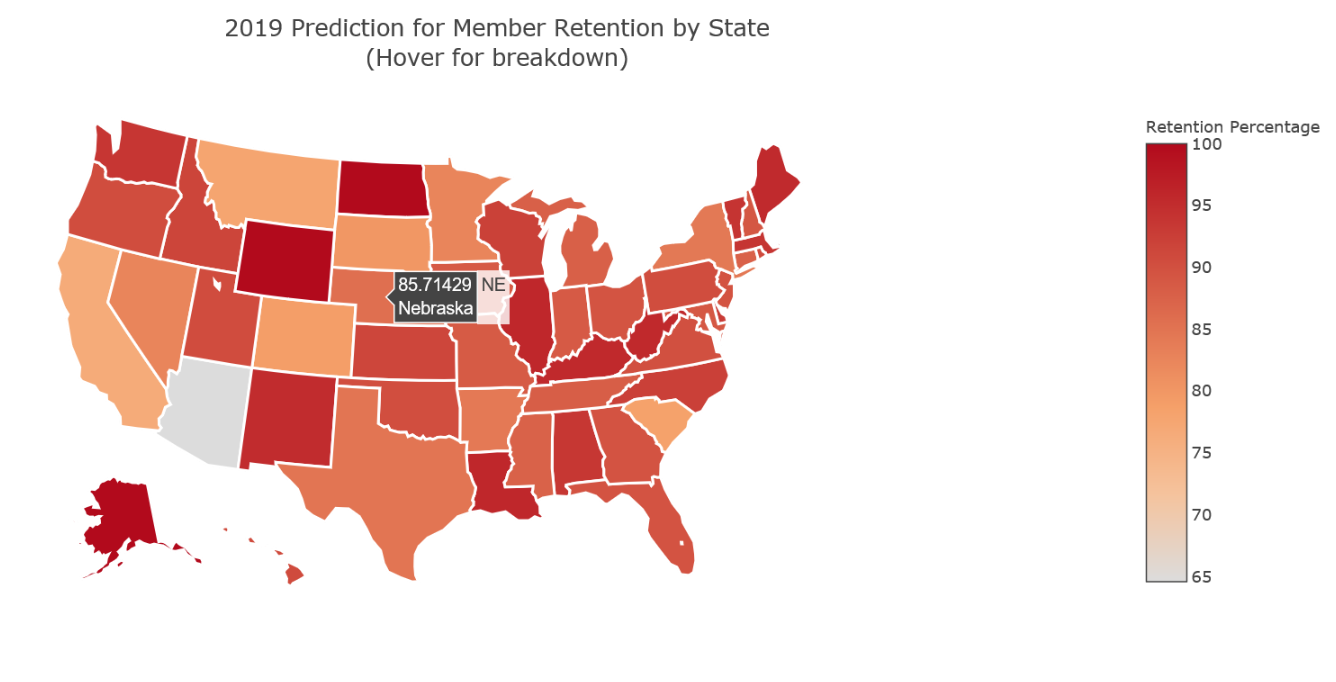 2019 Prediction for Member Retention by State
(Hover for breakdown)
Retention Percentage
100
95
90
85
80
75
70
65
85.71429 NE
Nebraska